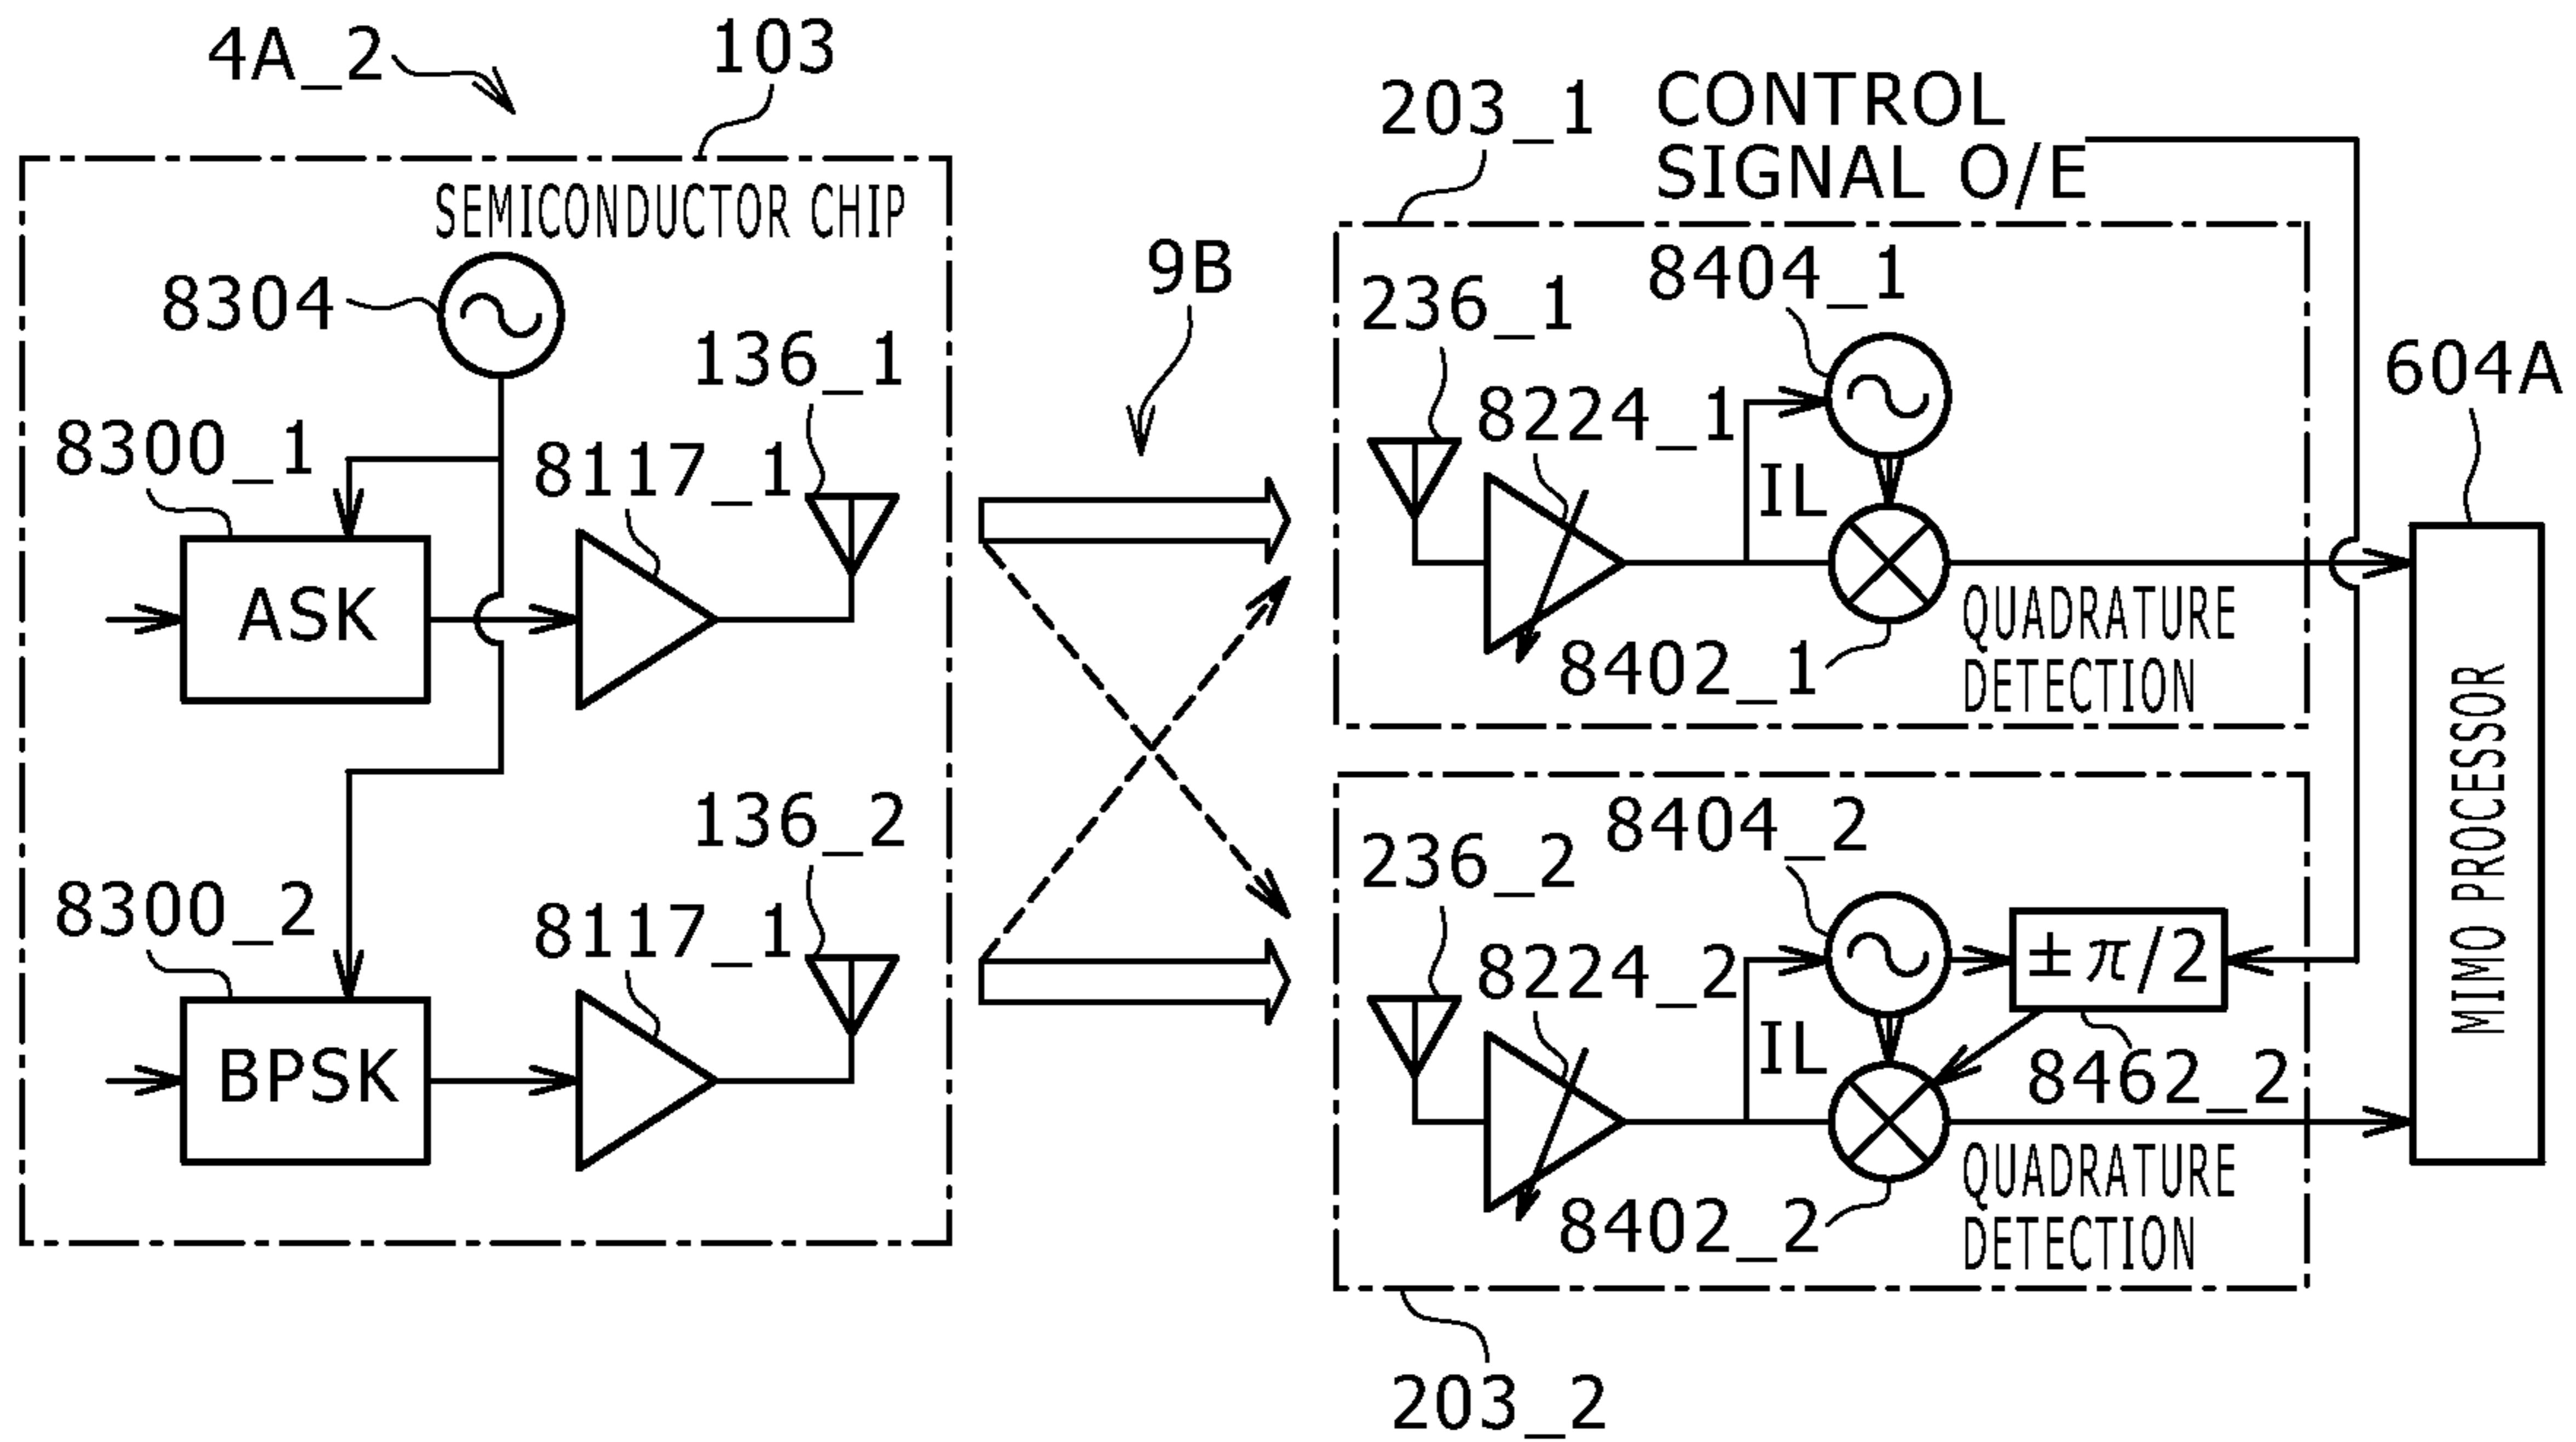 4A_2
103
SEMICONDUCTOR CHIP
8304
136_1
8300_1
8117_1
ASK
136_2
8300_2
8117_1
BPSK
9B
203_1
CONTROL
SIGNAL O/E
236_1
8404_1
8224_1
IL
8402_1
QUADRATURE
DETECTION
604A
MIMO PROCESSOR
236_2
8404_2
8224_2
IL
±π/2
8462_2
8402_2
QUADRATURE
DETECTION
203_2